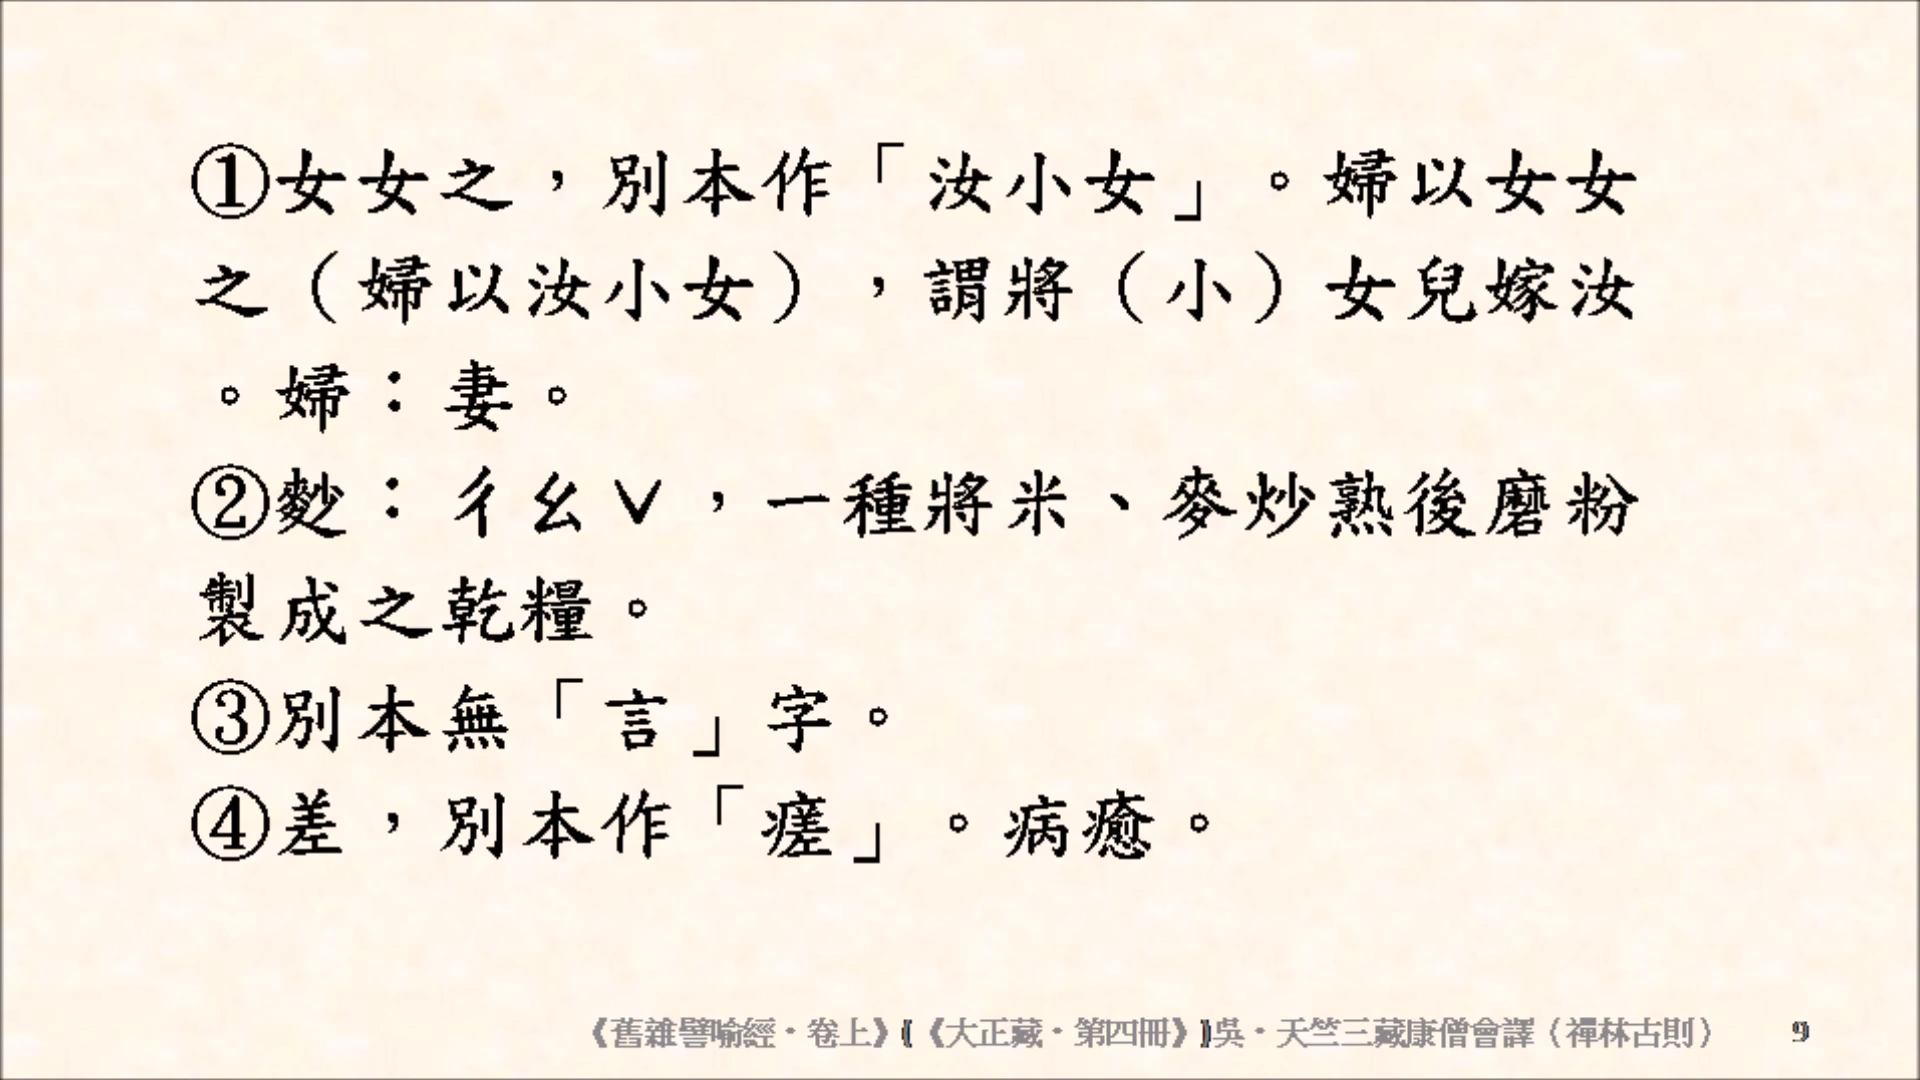 ①女女之，別本作「汝小女」。婦以女女
之（婦以汝小女），謂將（小）女兒嫁汝
。婦：妻。
②麨：ㄔㄠˇ，一種將米、麥炒熟後磨粉
製成之乾糧。
③別本無「言」字。
④差，別本作「瘥」。病癒。
《舊雜譬喻經·卷上》(《大正藏·第四冊》)吳·天竺三藏康僧會譯（禪林古則） 9